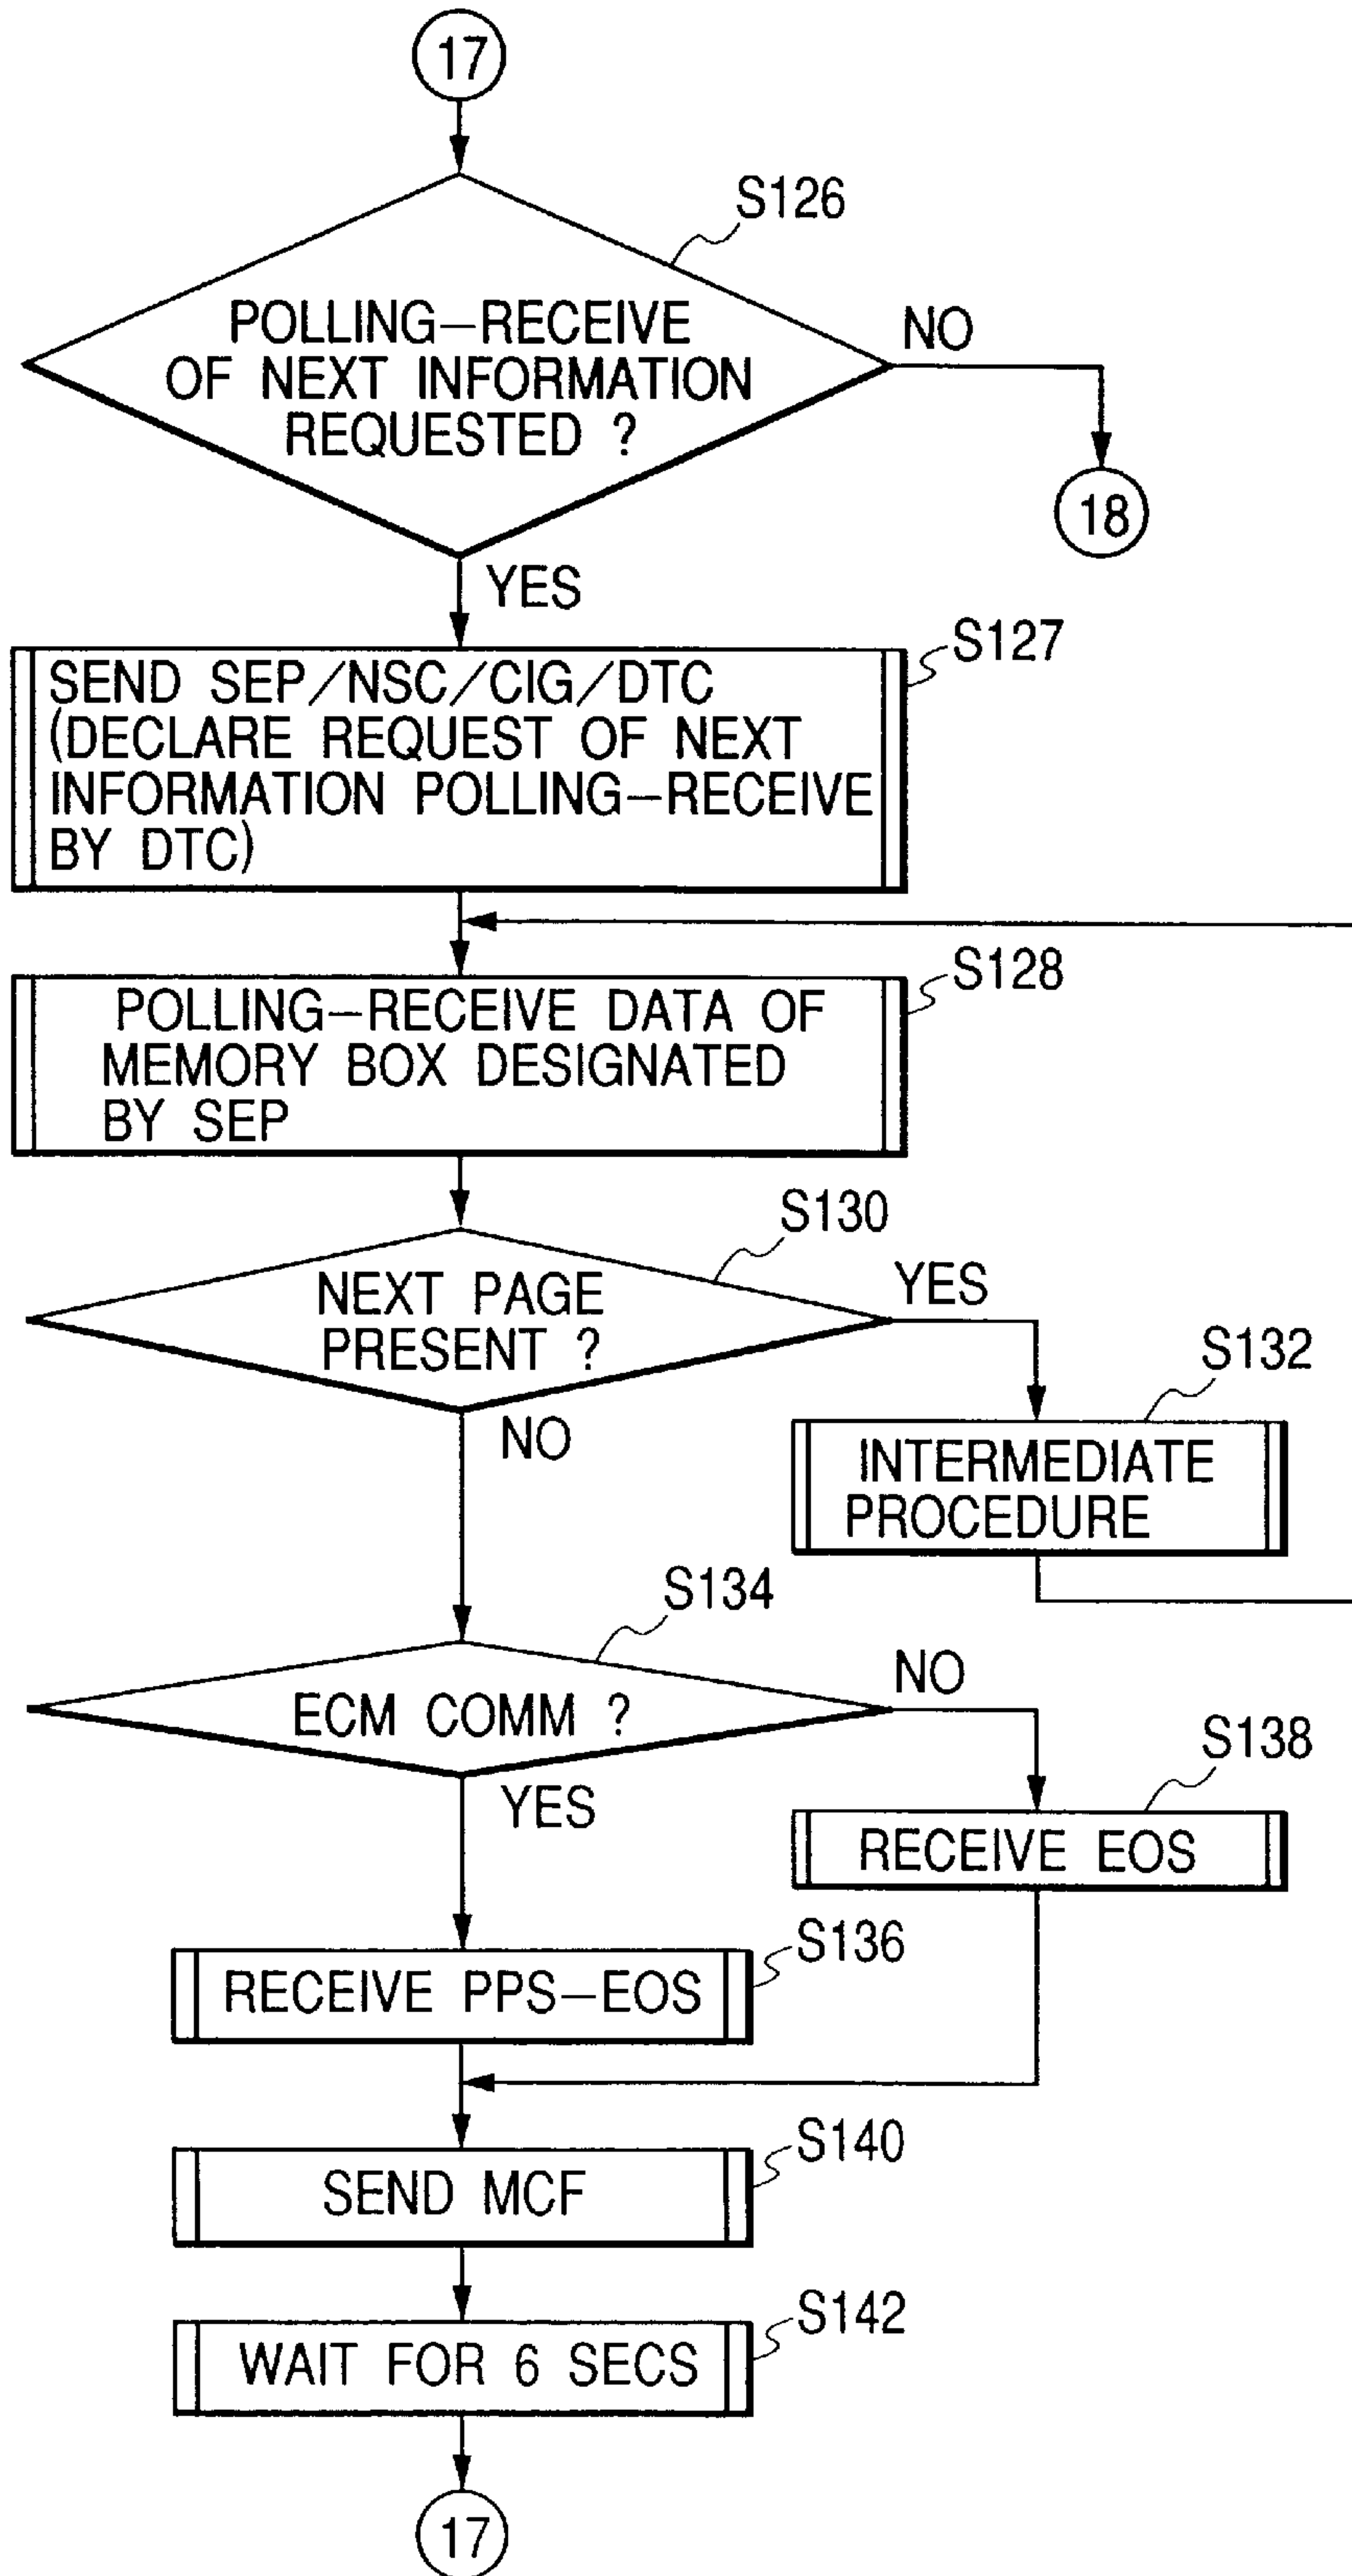 17
S126
POLLING-RECEIVE
OF NEXT INFORMATION
REQUESTED ?
NO
18
YES
S127
SEND SEP/NSC/CIG/DTC
(DECLARE REQUEST OF NEXT
INFORMATION POLLING-RECEIVE
BY DTC)
S128
POLLING-RECEIVE DATA OF
MEMORY BOX DESIGNATED
BY SEP
S130
NEXT PAGE
PRESENT ?
YES
NO
S132
INTERMEDIATE
PROCEDURE
S134
ECM COMM ?
NO
YES
S138
RECEIVE EOS
S136
RECEIVE PPS-EOS
S140
SEND MCF
S142
WAIT FOR 6 SECS
17